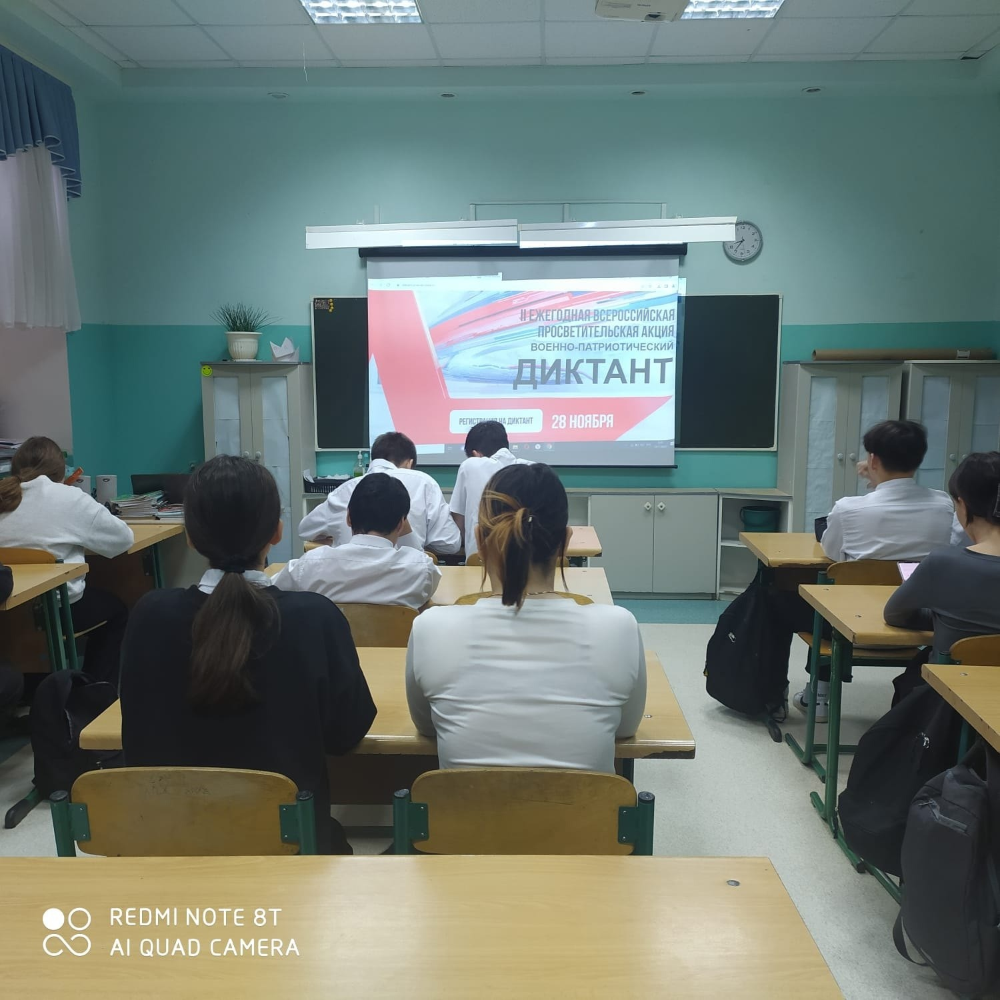 II ЕЖЕГОДНАЯ ВСЕРОССИЙСКАЯ
ПРОСВЕТИТЕЛЬСКАЯ АКЦИЯ
ВОЕННО-ПАТРИОТИЧЕСКИЙ
ДИКТАНТ
РЕГИСТРАЦИЯ НА ДИКТАНТ
28 НОЯБРЯ
REDMI NOTE 8T
AI QUAD CAMERA